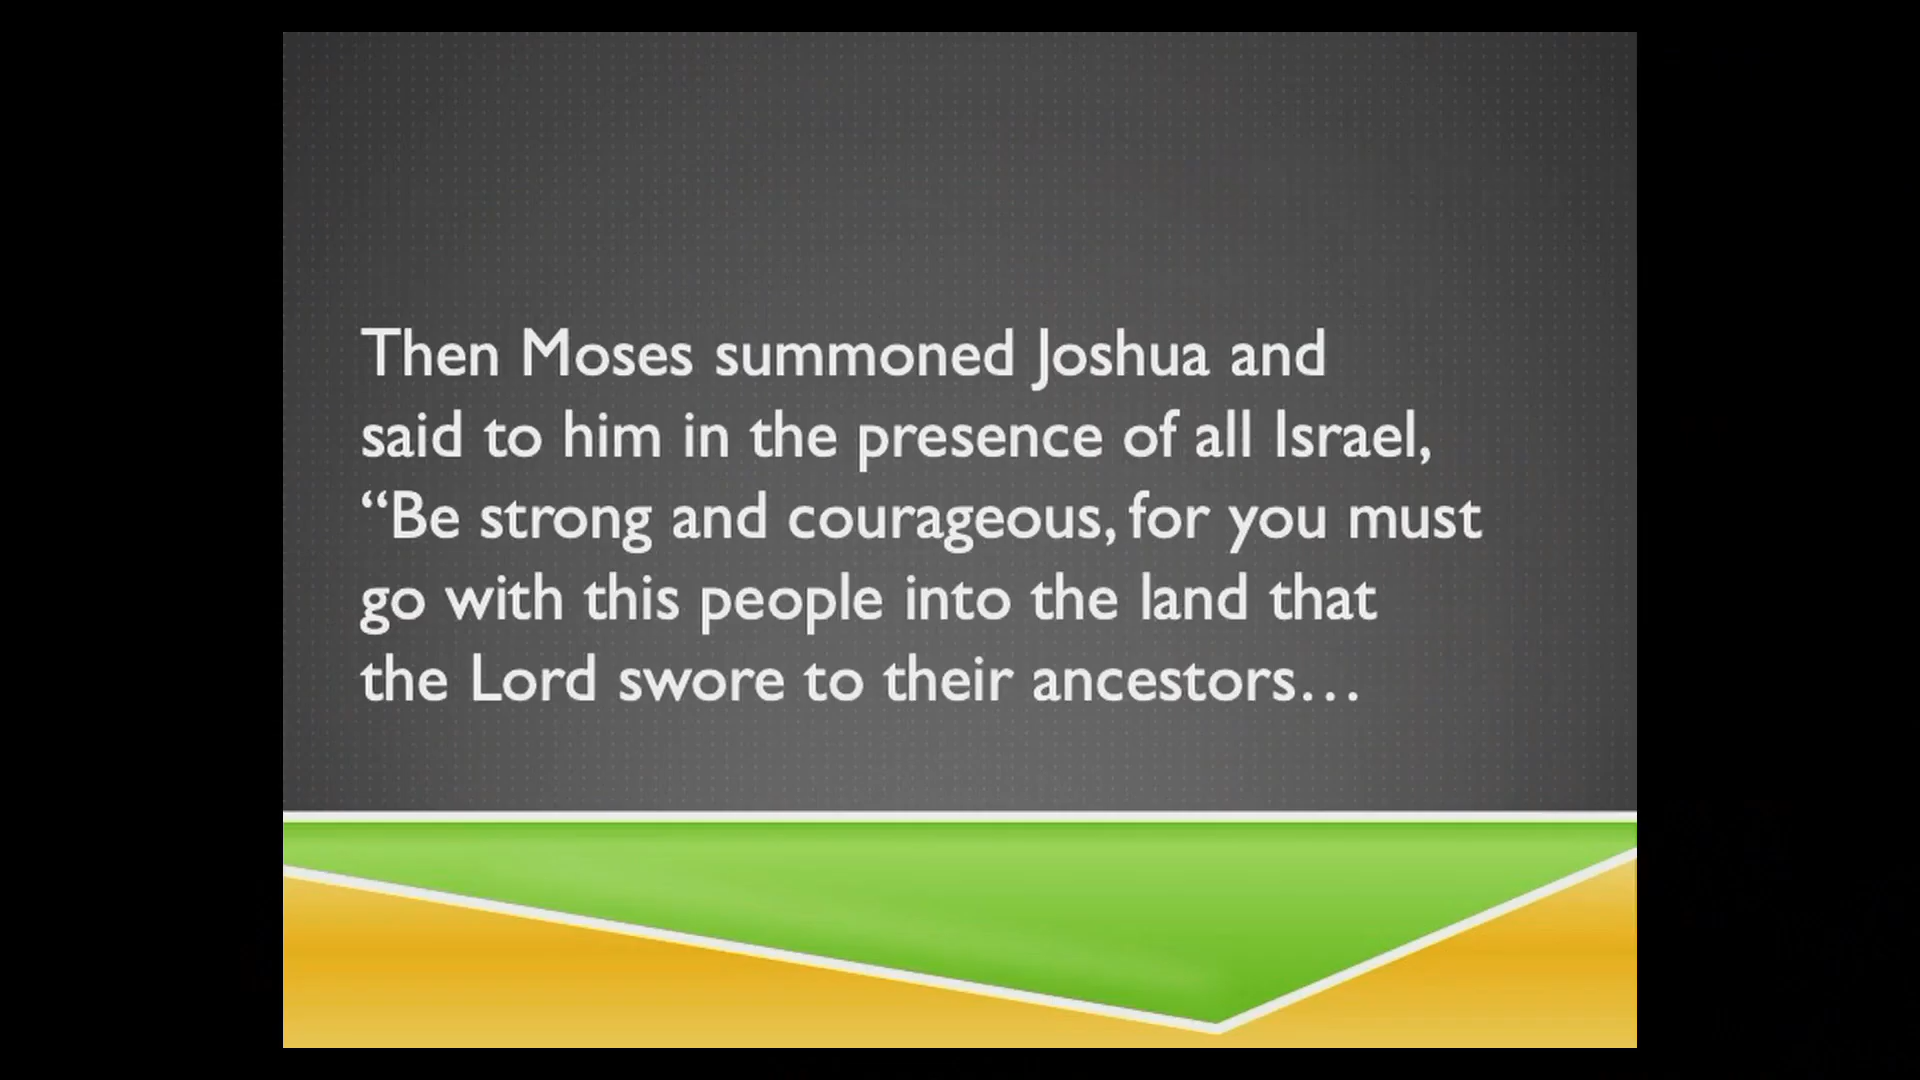 Then Moses summoned Joshua and
said to him in the presence of all Israel,
“Be strong and courageous, for you must
go with this people into the land that
the Lord swore to their ancestors…